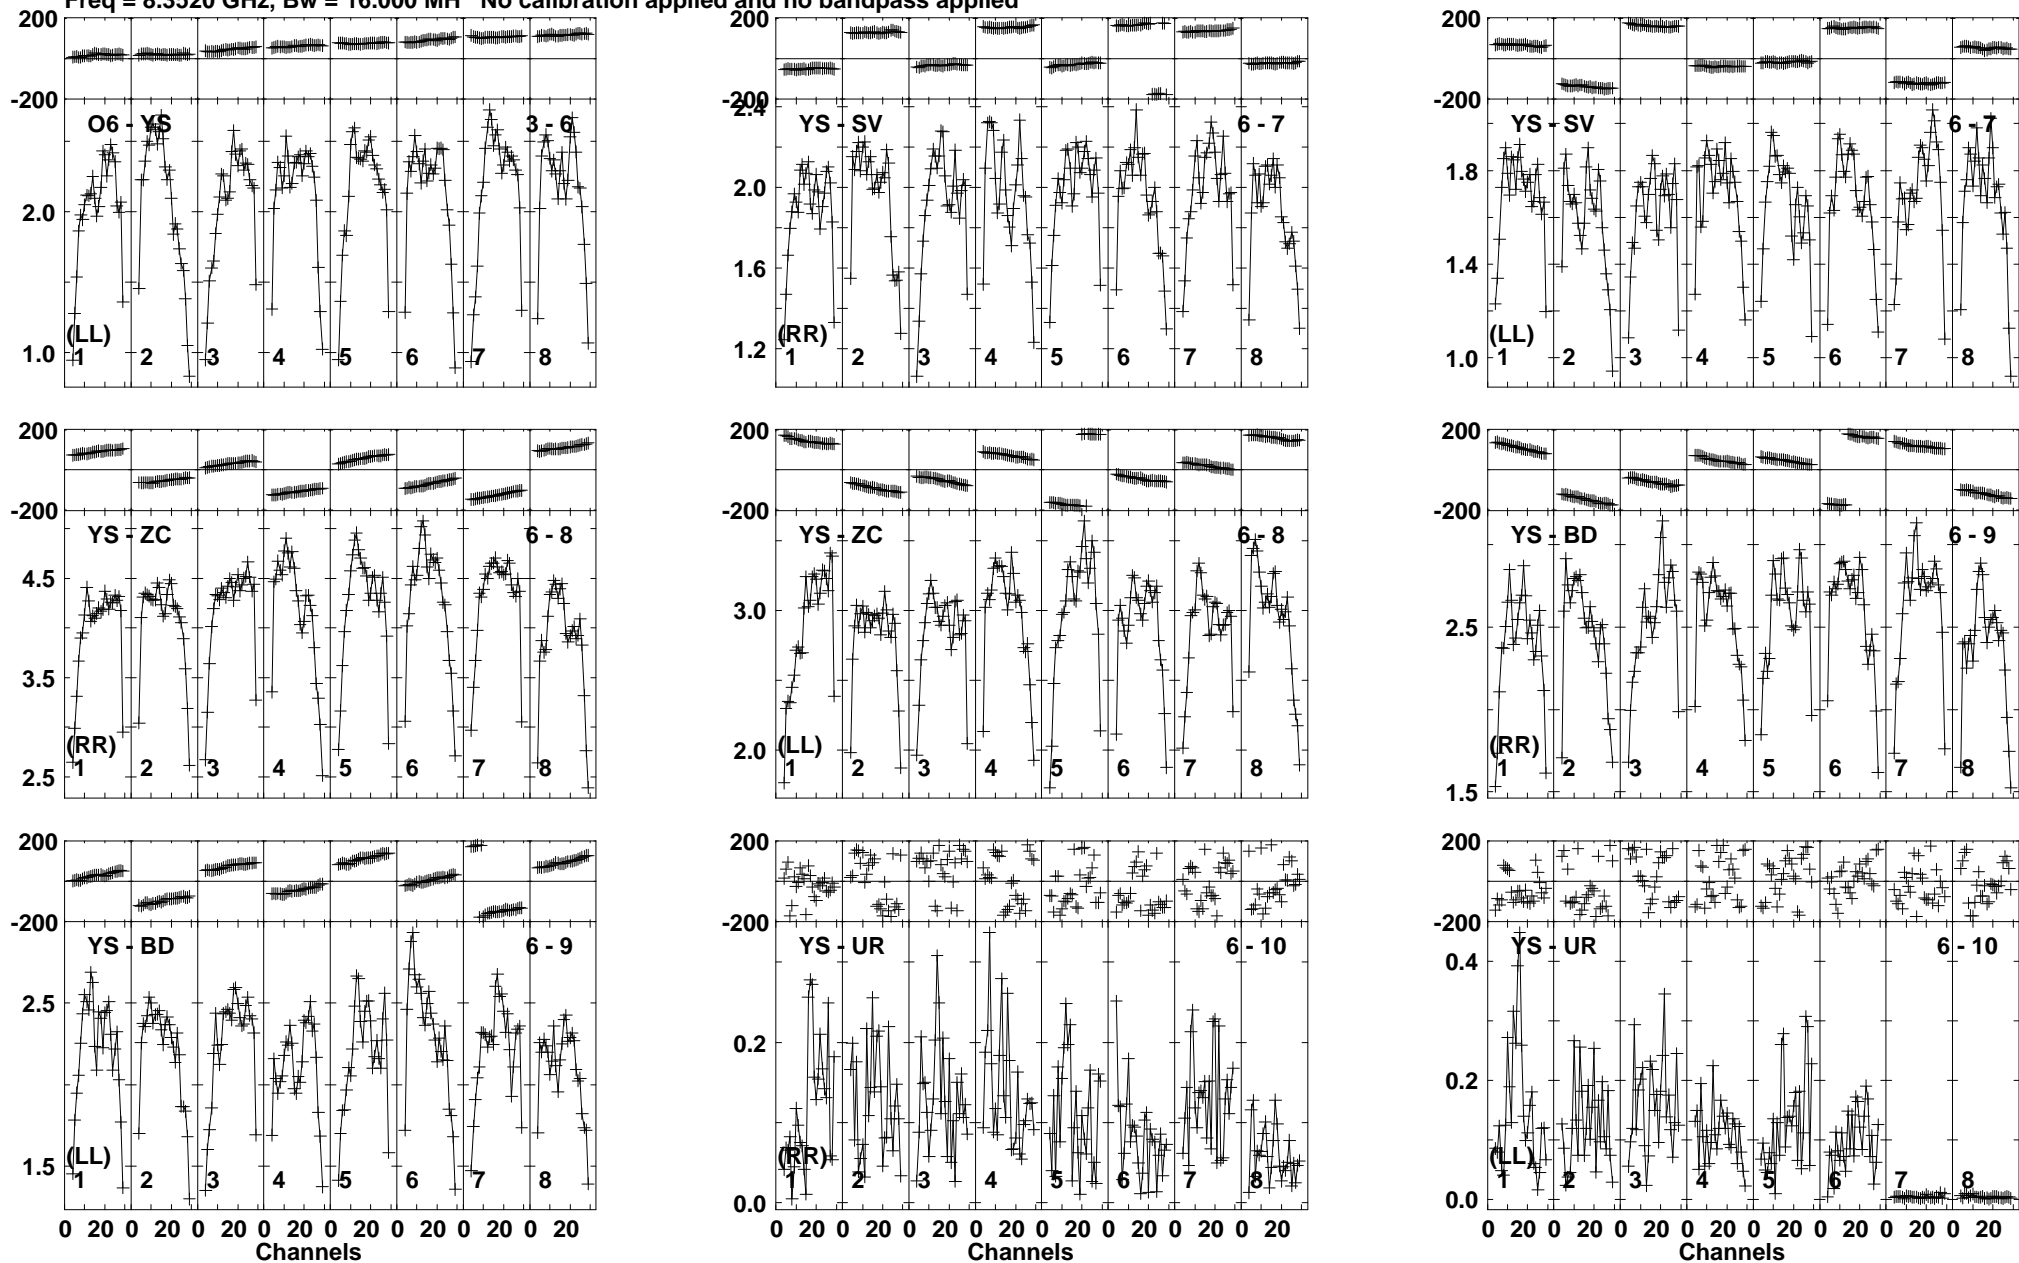 Freq = 8.3520 GHz, Bw = 16.000 MH No calibration applied and no bandpass applied
200
-200
O6 - YS 3 - 6
2.0
1.0
(LL)
1 2 3 4 5 6 7 8
200
-200
2.4
YS - SV 6 - 7
2.0
1.6
1.2
(RR)
1 2 3 4 5 6 7 8
200
-200
YS - SV 6 - 7
1.8
1.4
1.0
(LL)
1 2 3 4 5 6 7 8
200
-200
YS - ZC 6 - 8
4.5
3.5
2.5
(RR)
1 2 3 4 5 6 7 8
200
-200
YS - ZC 6 - 8
3.0
2.0
(LL)
1 2 3 4 5 6 7 8
200
-200
YS - BD 6 - 9
2.5
1.5
(RR)
1 2 3 4 5 6 7 8
200
-200
YS - BD 6 - 9
2.5
1.5
(LL)
1 2 3 4 5 6 7 8
0 20 0 20 0 20 0 20 0 20 0 20 0 20 0 20
Channels
200
-200
YS - UR 6 - 10
0.2
0.0
(RR)
1 2 3 4 5 6 7 8
0 20 0 20 0 20 0 20 0 20 0 20 0 20 0 20
Channels
200
-200
YS - UR 6 - 10
0.4
0.2
0.0
(LL)
1 2 3 4 5 6 7 8
0 20 0 20 0 20 0 20 0 20 0 20 0 20 0 20
Channels